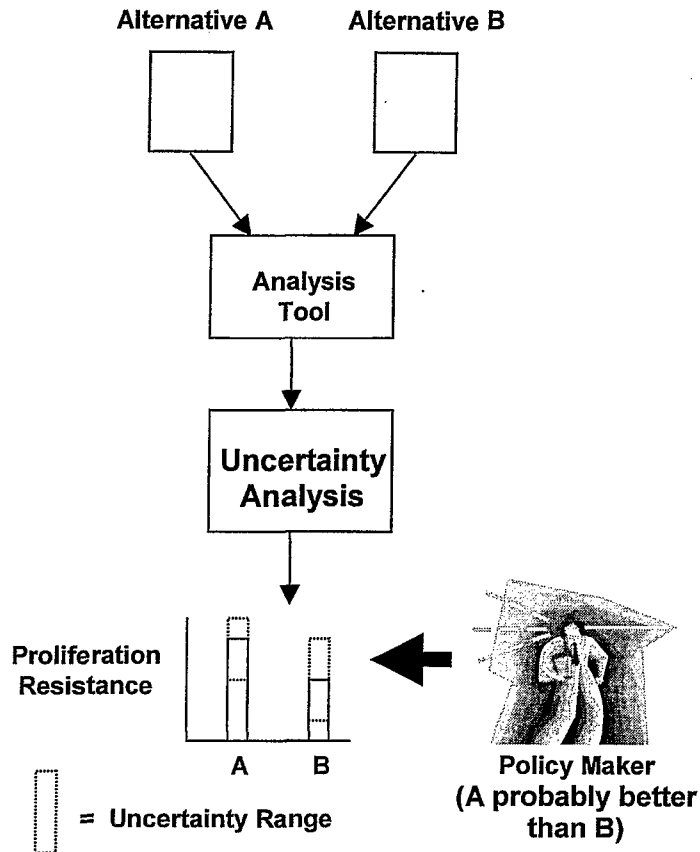 Alternative A
Alternative B
Analysis
Tool
Uncertainty
Analysis
Proliferation
Resistance
A
B
= Uncertainty Range
Policy Maker
(A probably better
than B)